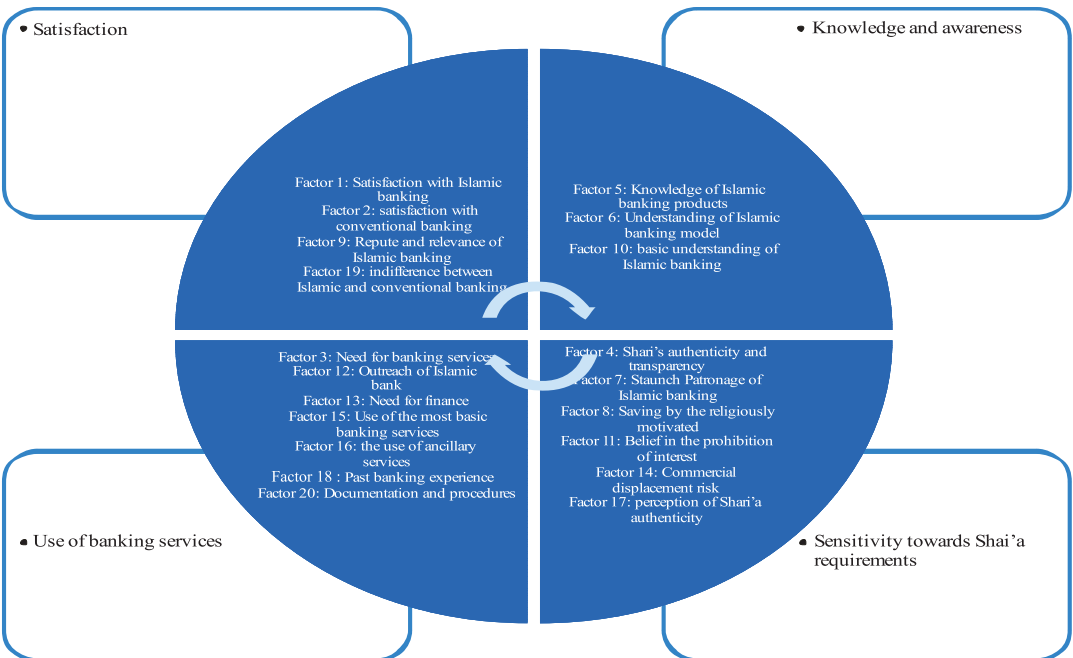 • Satisfaction
• Knowledge and awareness
Factor 1: Satisfaction with Islamic
banking
Factor 2: satisfaction with
conventional banking
Factor 9: Repute and relevance of
Islamic banking
Factor 19: indifference between
Islamic and conventional banking
Factor 5: Knowledge of Islamic
banking products
Factor 6: Understanding of Islamic
banking model
Factor 10: basic understanding of
Islamic banking
Factor 3: Need for banking services
Factor 12: Outreach of Islamic
bank
Factor 13: Need for finance
Factor 15: Use of the most basic
banking services
Factor 16: the use of ancillary
services
Factor 18 : Past banking experience
Factor 20: Documentation and procedures
Factor 4: Shari's authenticity and
transparency
Factor 7: Staunch Patronage of
Islamic banking
Factor 8: Saving by the religiously
motivated
Factor 11: Belief in the prohibition
of interest
Factor 14: Commercial
displacement risk
Factor 17: perception of Shari'a
authenticity
• Use of banking services
• Sensitivity towards Shai'a
requirements